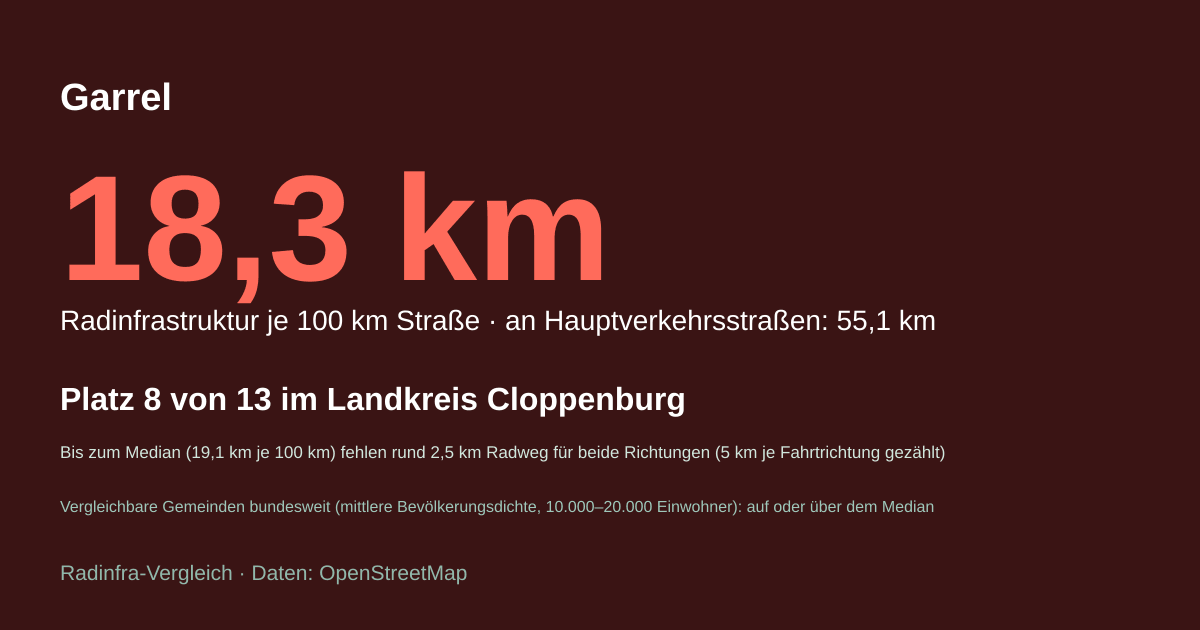 Garrel
18,3 km
Radinfrastruktur je 100 km Straße · an Hauptverkehrsstraßen: 55,1 km
Platz 8 von 13 im Landkreis Cloppenburg
Bis zum Median (19,1 km je 100 km) fehlen rund 2,5 km Radweg für beide Richtungen (5 km je Fahrtrichtung gezählt)
Vergleichbare Gemeinden bundesweit (mittlere Bevölkerungsdichte, 10.000–20.000 Einwohner): auf oder über dem Median
Radinfra-Vergleich · Daten: OpenStreetMap